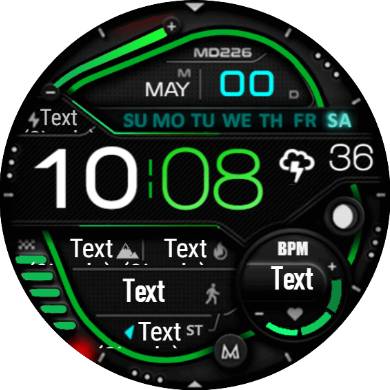 MD226
M
MAY 00 D
Text
SU MO TU WE TH FR SA
10:08 36
Text Text
BPM
Text Text
Text ST
M